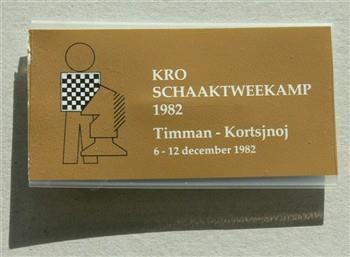 KRO
SCHAAKTWEEKAMP
1982
Timman - Kortsjnoj
6 - 12 december 1982